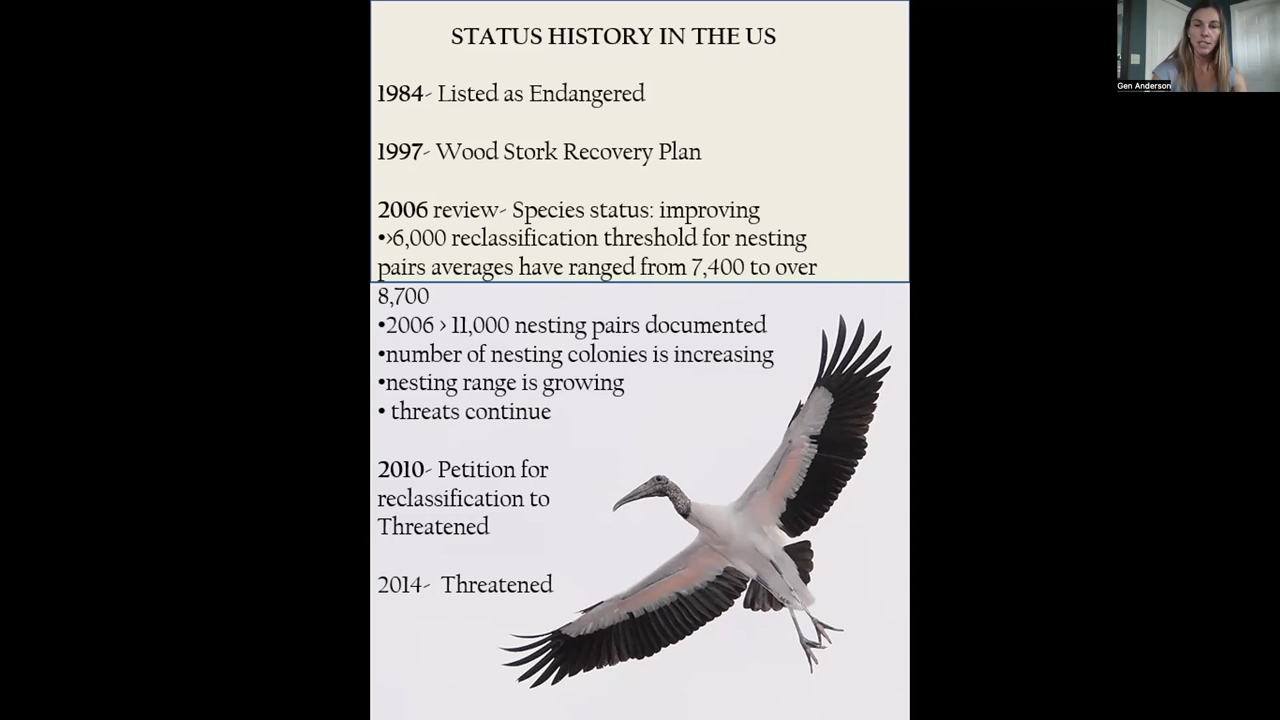 STATUS HISTORY IN THE US
1984- Listed as Endangered
1997- Wood Stork Recovery Plan
2006 review- Species status: improving
•>6,000 reclassification threshold for nesting
pairs averages have ranged from 7,400 to over
8,700
•2006 > 11,000 nesting pairs documented
•number of nesting colonies is increasing
•nesting range is growing
• threats continue
2010- Petition for
reclassification to
Threatened
2014- Threatened
Gen Anderson